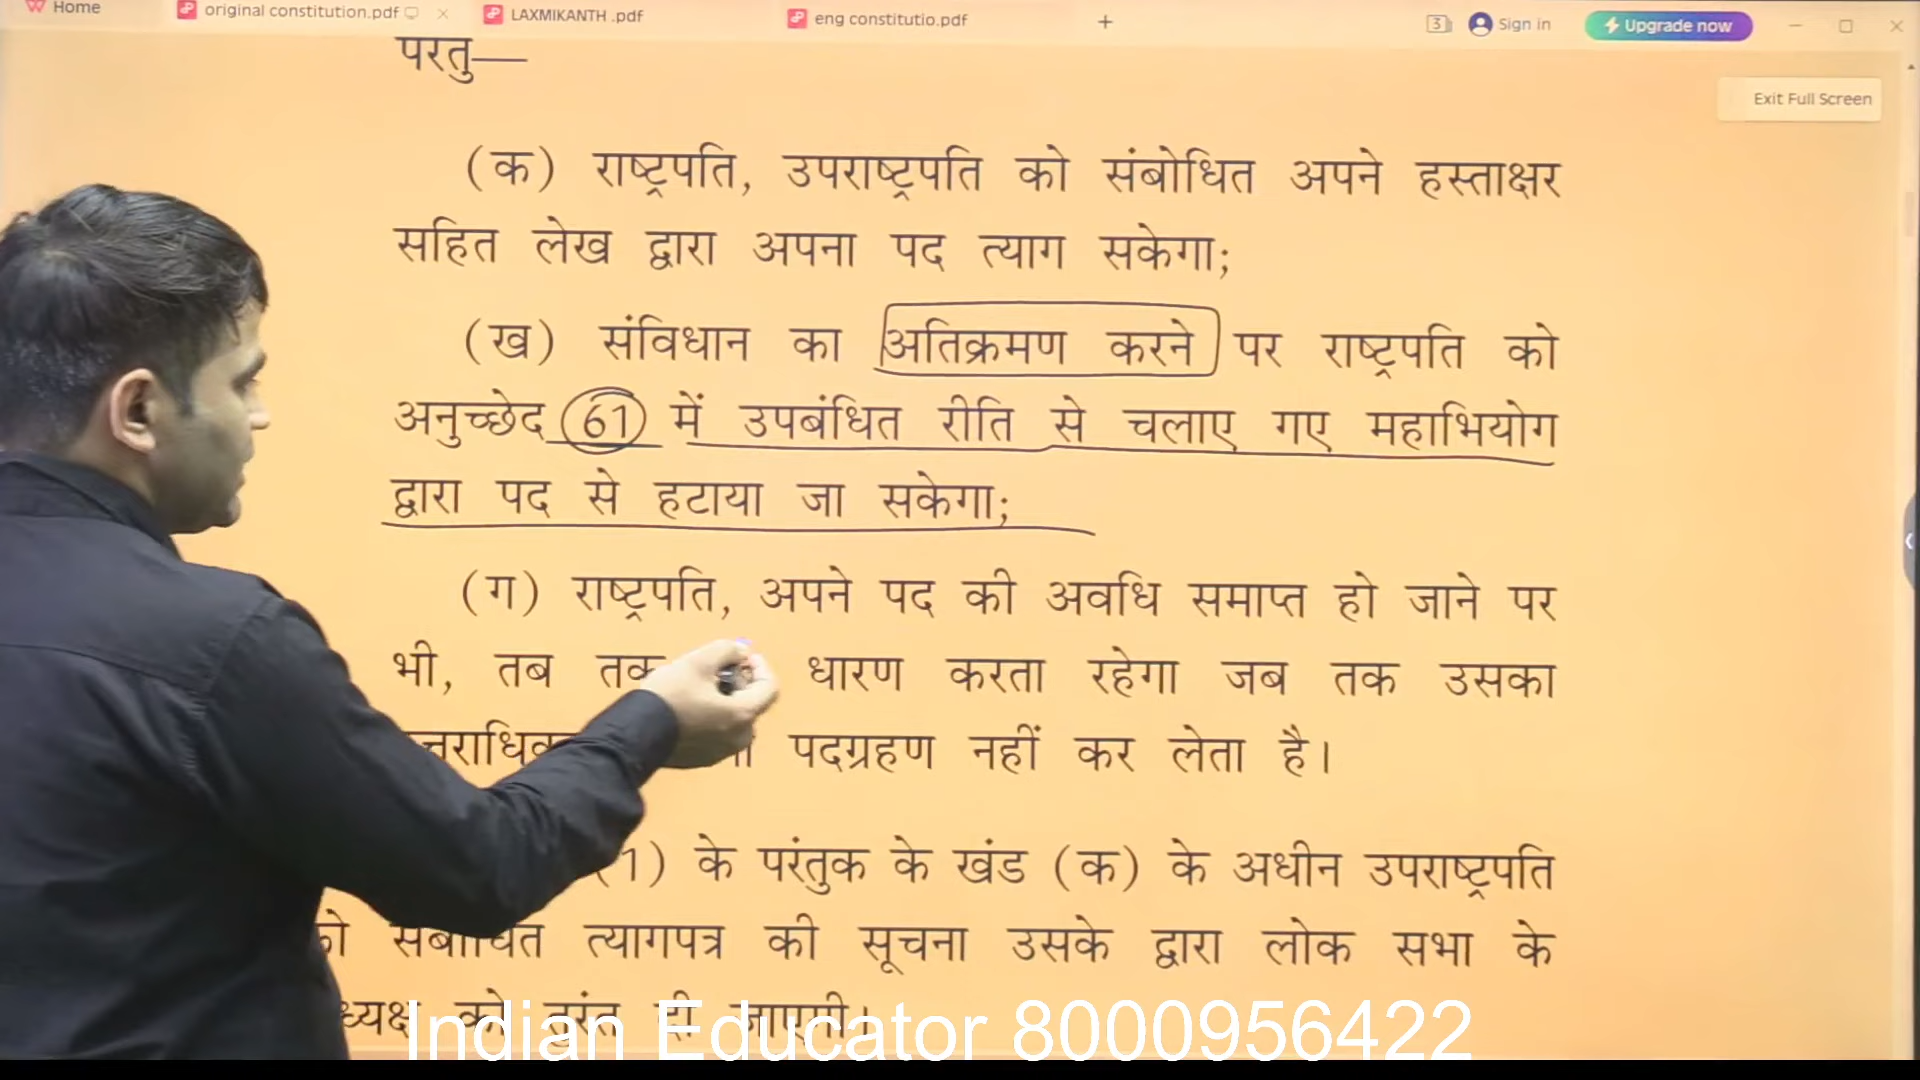 Home original constitution.pdf LAXMIKANTH .pdf eng constitutio.pdf + 3 Sign in Upgrade now
Exit Full Screen
परंतु—
(क) राष्ट्रपति, उपराष्ट्रपति को संबोधित अपने हस्ताक्षर
सहित लेख द्वारा अपना पद त्याग सकेगा;
(ख) संविधान का अतिक्रमण करने पर राष्ट्रपति को
अनुच्छेद 61 में उपबंधित रीति से चलाए गए महाभियोग
द्वारा पद से हटाया जा सकेगा;
(ग) राष्ट्रपति, अपने पद की अवधि समाप्त हो जाने पर
भी, तब तक धारण करता रहेगा जब तक उसका
पदग्रहण नहीं कर लेता है।
(1) के परंतुक के खंड (क) के अधीन उपराष्ट्रपति
को संबोधित त्यागपत्र की सूचना उसके द्वारा लोक सभा के
को तुरंत दी जाएगी।
Indian Educator 8000956422